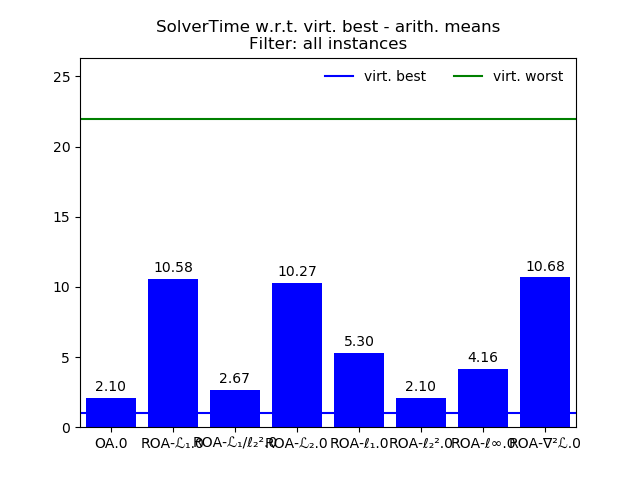 SolverTime w.r.t. virt. best - arith. means
Filter: all instances
virt. best virt. worst
25
20
15
10
5
0
2.10 10.58 2.67 10.27 5.30 2.10 4.16 10.68
OA.0 ROA-ℒ₁.0 ROA-ℒ₁/ℓ₂².0 ROA-ℒ₂.0 ROA-ℓ₁.0 ROA-ℓ₂².0 ROA-ℓ∞.0 ROA-∇²ℒ.0